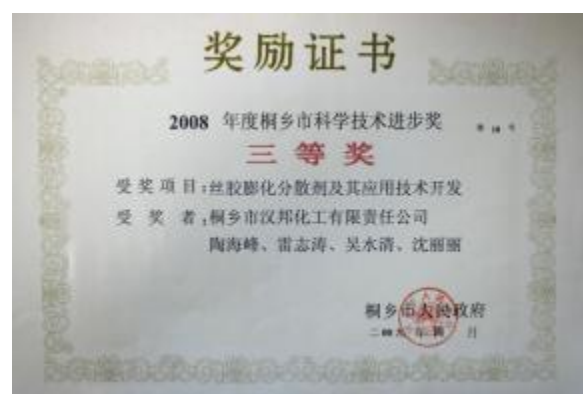 奖励证书
2008 年度桐乡市科学技术进步奖
三等奖
受奖项目:丝胶膨化分散剂及其应用技术开发
受奖者:桐乡市汉邦化工有限责任公司
陶海峰、雷志涛、吴水清、沈丽丽
桐乡市人民政府
年 月